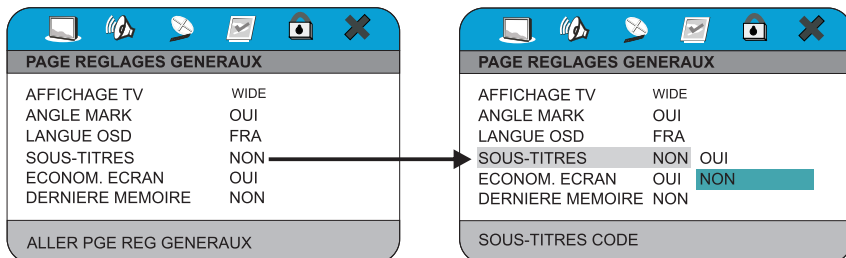 PAGE REGLAGES GENERAUX
AFFICHAGE TV WIDE
ANGLE MARK OUI
LANGUE OSD FRA
SOUS-TITRES NON
ECONOM. ECRAN OUI
DERNIERE MEMOIRE NON
ALLER PGE REG GENERAUX
PAGE REGLAGES GENERAUX
AFFICHAGE TV WIDE
ANGLE MARK OUI
LANGUE OSD FRA
SOUS-TITRES NON OUI
ECONOM. ECRAN OUI NON
DERNIERE MEMOIRE NON
SOUS-TITRES CODE